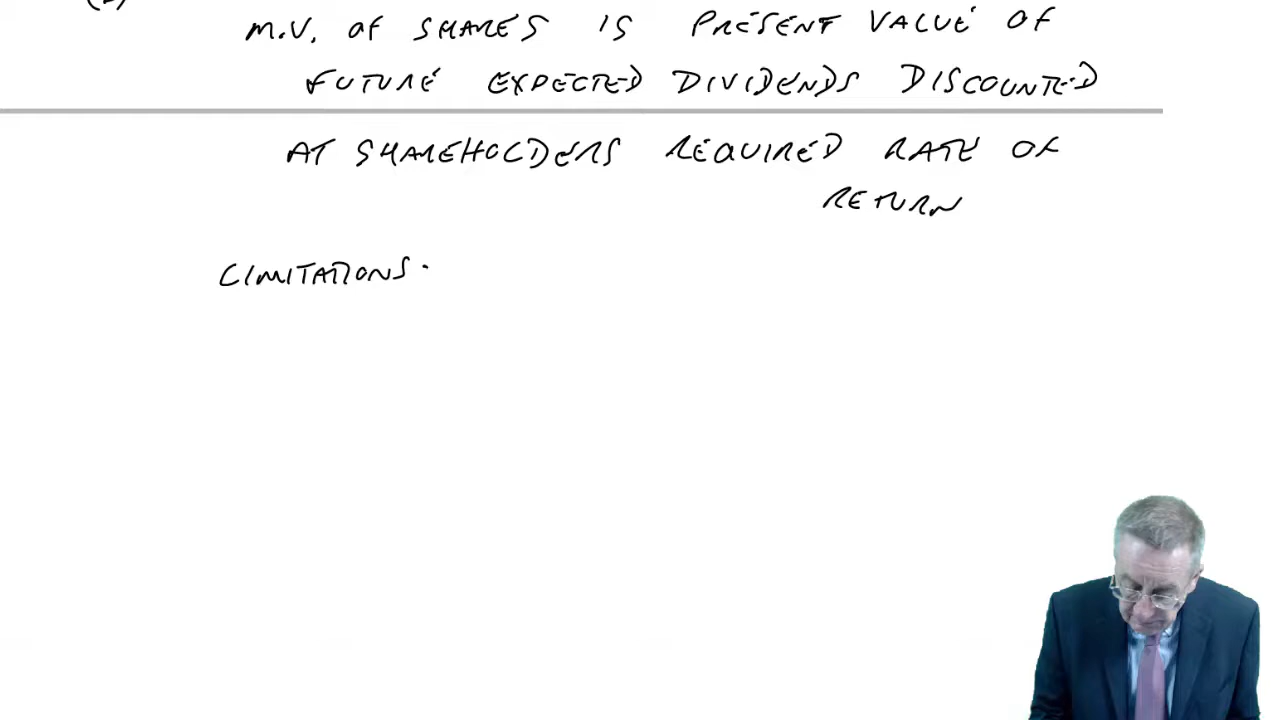 M.V. OF SHARES IS PRESENT VALUE OF
FUTURE EXPECTED DIVIDENDS DISCOUNTED
AT SHAREHOLDERS REQUIRED RATE OF
RETURN
LIMITATIONS.